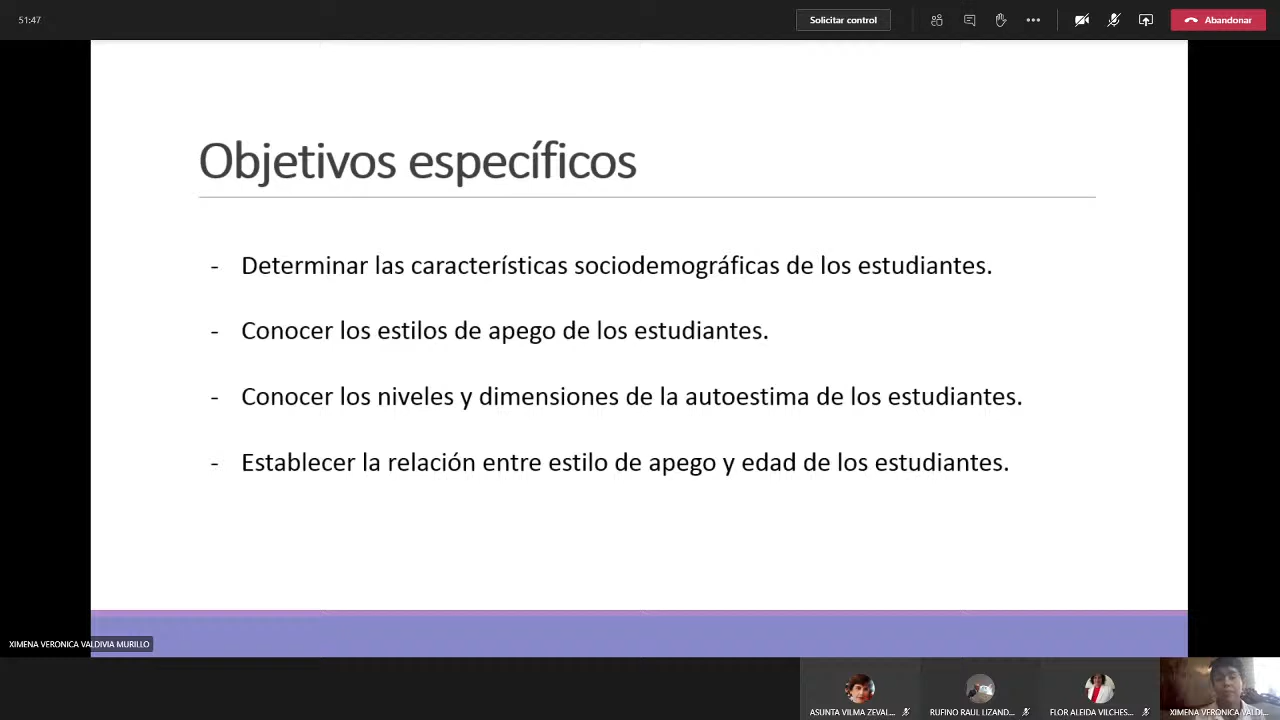 51:47
Solicitar control
Abandonar
Objetivos específicos
- Determinar las características sociodemográficas de los estudiantes.
- Conocer los estilos de apego de los estudiantes.
- Conocer los niveles y dimensiones de la autoestima de los estudiantes.
- Establecer la relación entre estilo de apego y edad de los estudiantes.
XIMENA VERONICA VALDIVIA MURILLO
ASUNTA VILMA ZEVAL...
RUFINO RAUL LIZAND...
FLOR ALEIDA VILCHES...
XIMENA VERONICA VALDI...